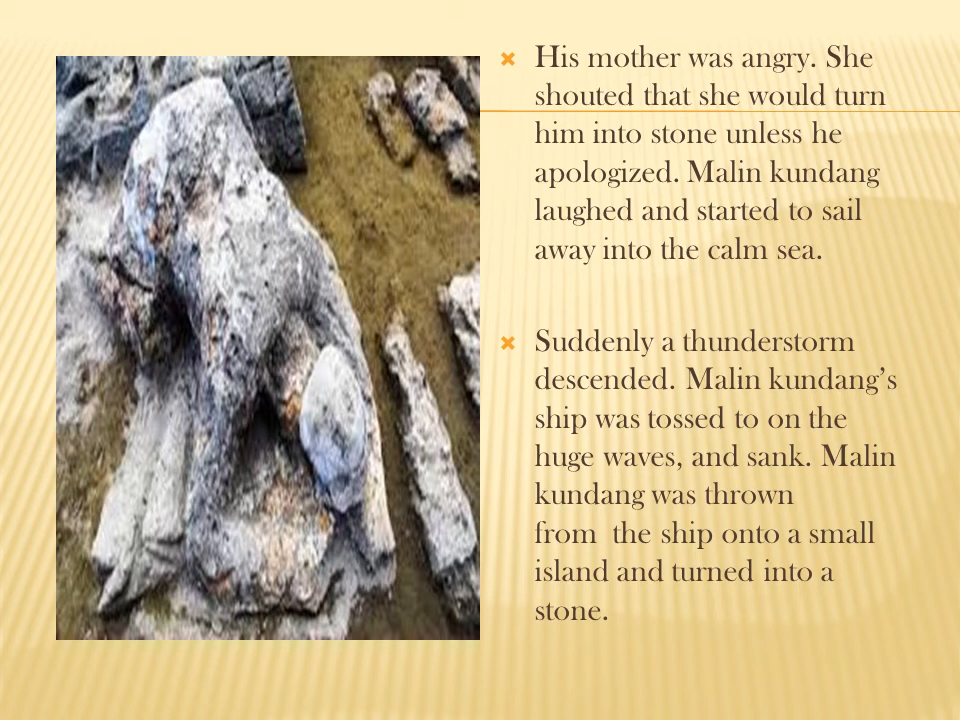 His mother was angry. She
shouted that she would turn
him into stone unless he
apologized. Malin kundang
laughed and started to sail
away into the calm sea.
Suddenly a thunderstorm
descended. Malin kundang’s
ship was tossed to on the
huge waves, and sank. Malin
kundang was thrown
from  the ship onto a small
island and turned into a
stone.